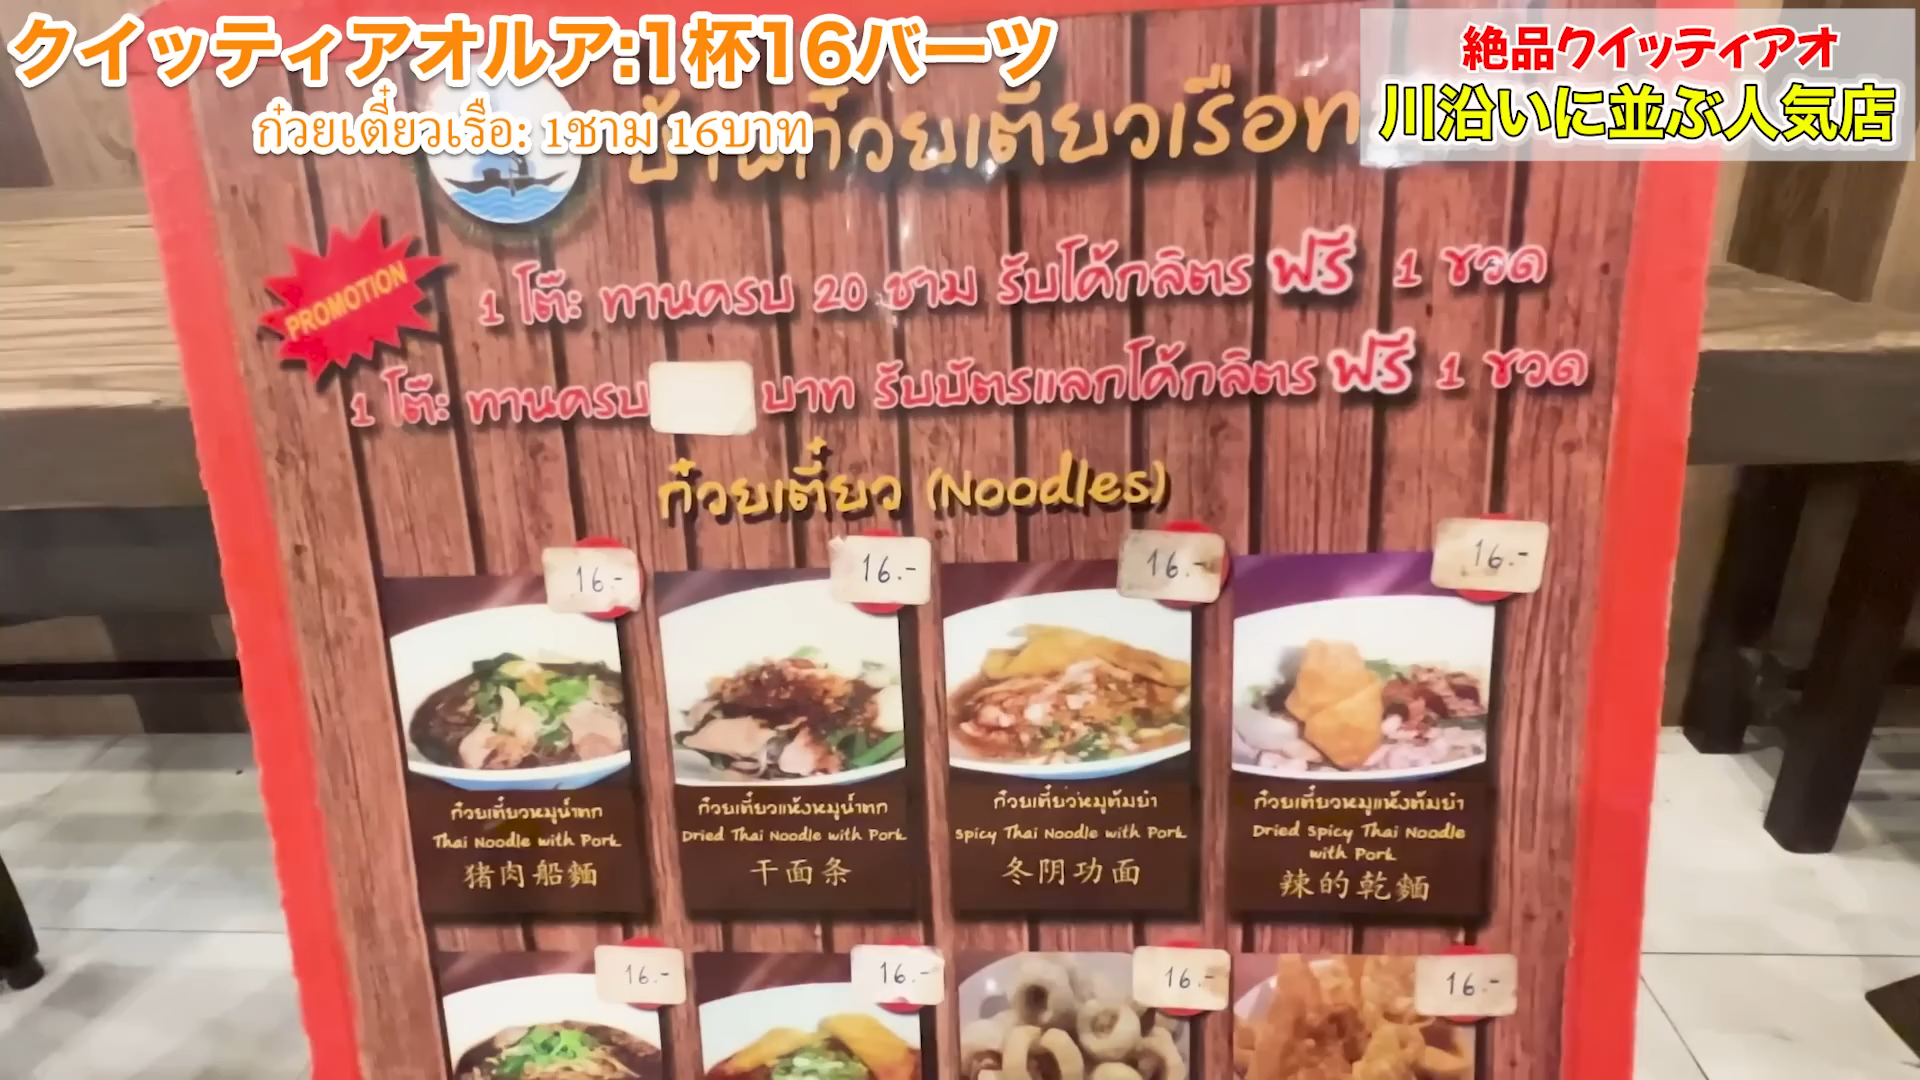 クイッティアオルア:1杯16バーツ
ก๋วยเตี๋ยวเรือ: 1ชาม 16บาท
絶品クイッティアオ
川沿いに並ぶ人気店
บ้านก๋วยเตี๋ยวเรือท
PROMOTION
1 โต๊ะ ทานครบ 20 ชาม รับโค้กลิตร ฟรี 1 ขวด
1 โต๊ะ ทานครบ บาท รับบัตรแลกโค้กลิตร ฟรี 1 ขวด
ก๋วยเตี๋ยว (Noodles)
16.- 16.- 16.- 16.-
ก๋วยเตี๋ยวหมูน้ำตก
Thai Noodle with Pork
猪肉船麵
ก๋วยเตี๋ยวแห้งหมูน้ำตก
Dried Thai Noodle with Pork
干面条
ก๋วยเตี๋ยวหมูต้มยำ
Spicy Thai Noodle with Pork
冬阴功面
ก๋วยเตี๋ยวหมูแห้งต้มยำ
Dried Spicy Thai Noodle
with Pork
辣的乾麵
16.- 16.- 16.- 16.-